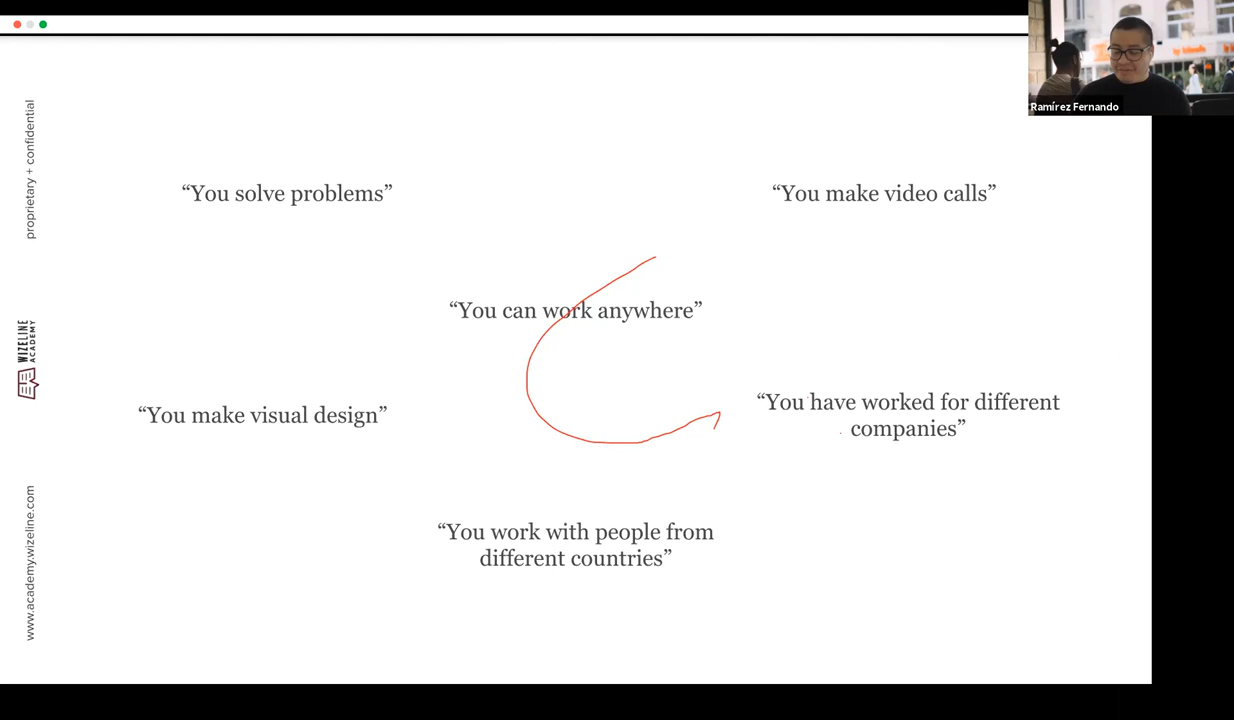 Ramírez Fernando
proprietary + confidential
“You solve problems”
“You make video calls”
“You can work anywhere”
WIZELINE
ACADEMY
“You make visual design”
“You have worked for different
companies”
“You work with people from
different countries”
www.academy.wizeline.com